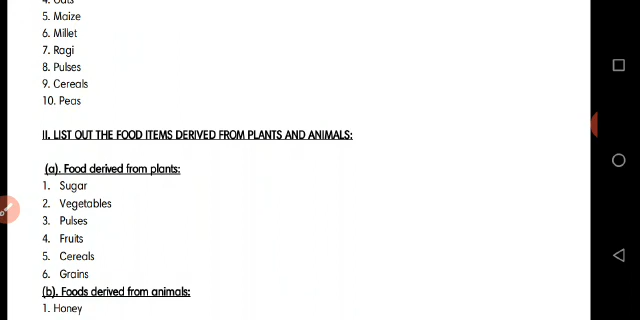 4. Oats
5. Maize
6. Millet
7. Ragi
8. Pulses
9. Cereals
10. Peas
II. LIST OUT THE FOOD ITEMS DERIVED FROM PLANTS AND ANIMALS:
(a). Food derived from plants:
1. Sugar
2. Vegetables
3. Pulses
4. Fruits
5. Cereals
6. Grains
(b). Foods derived from animals:
1. Honey